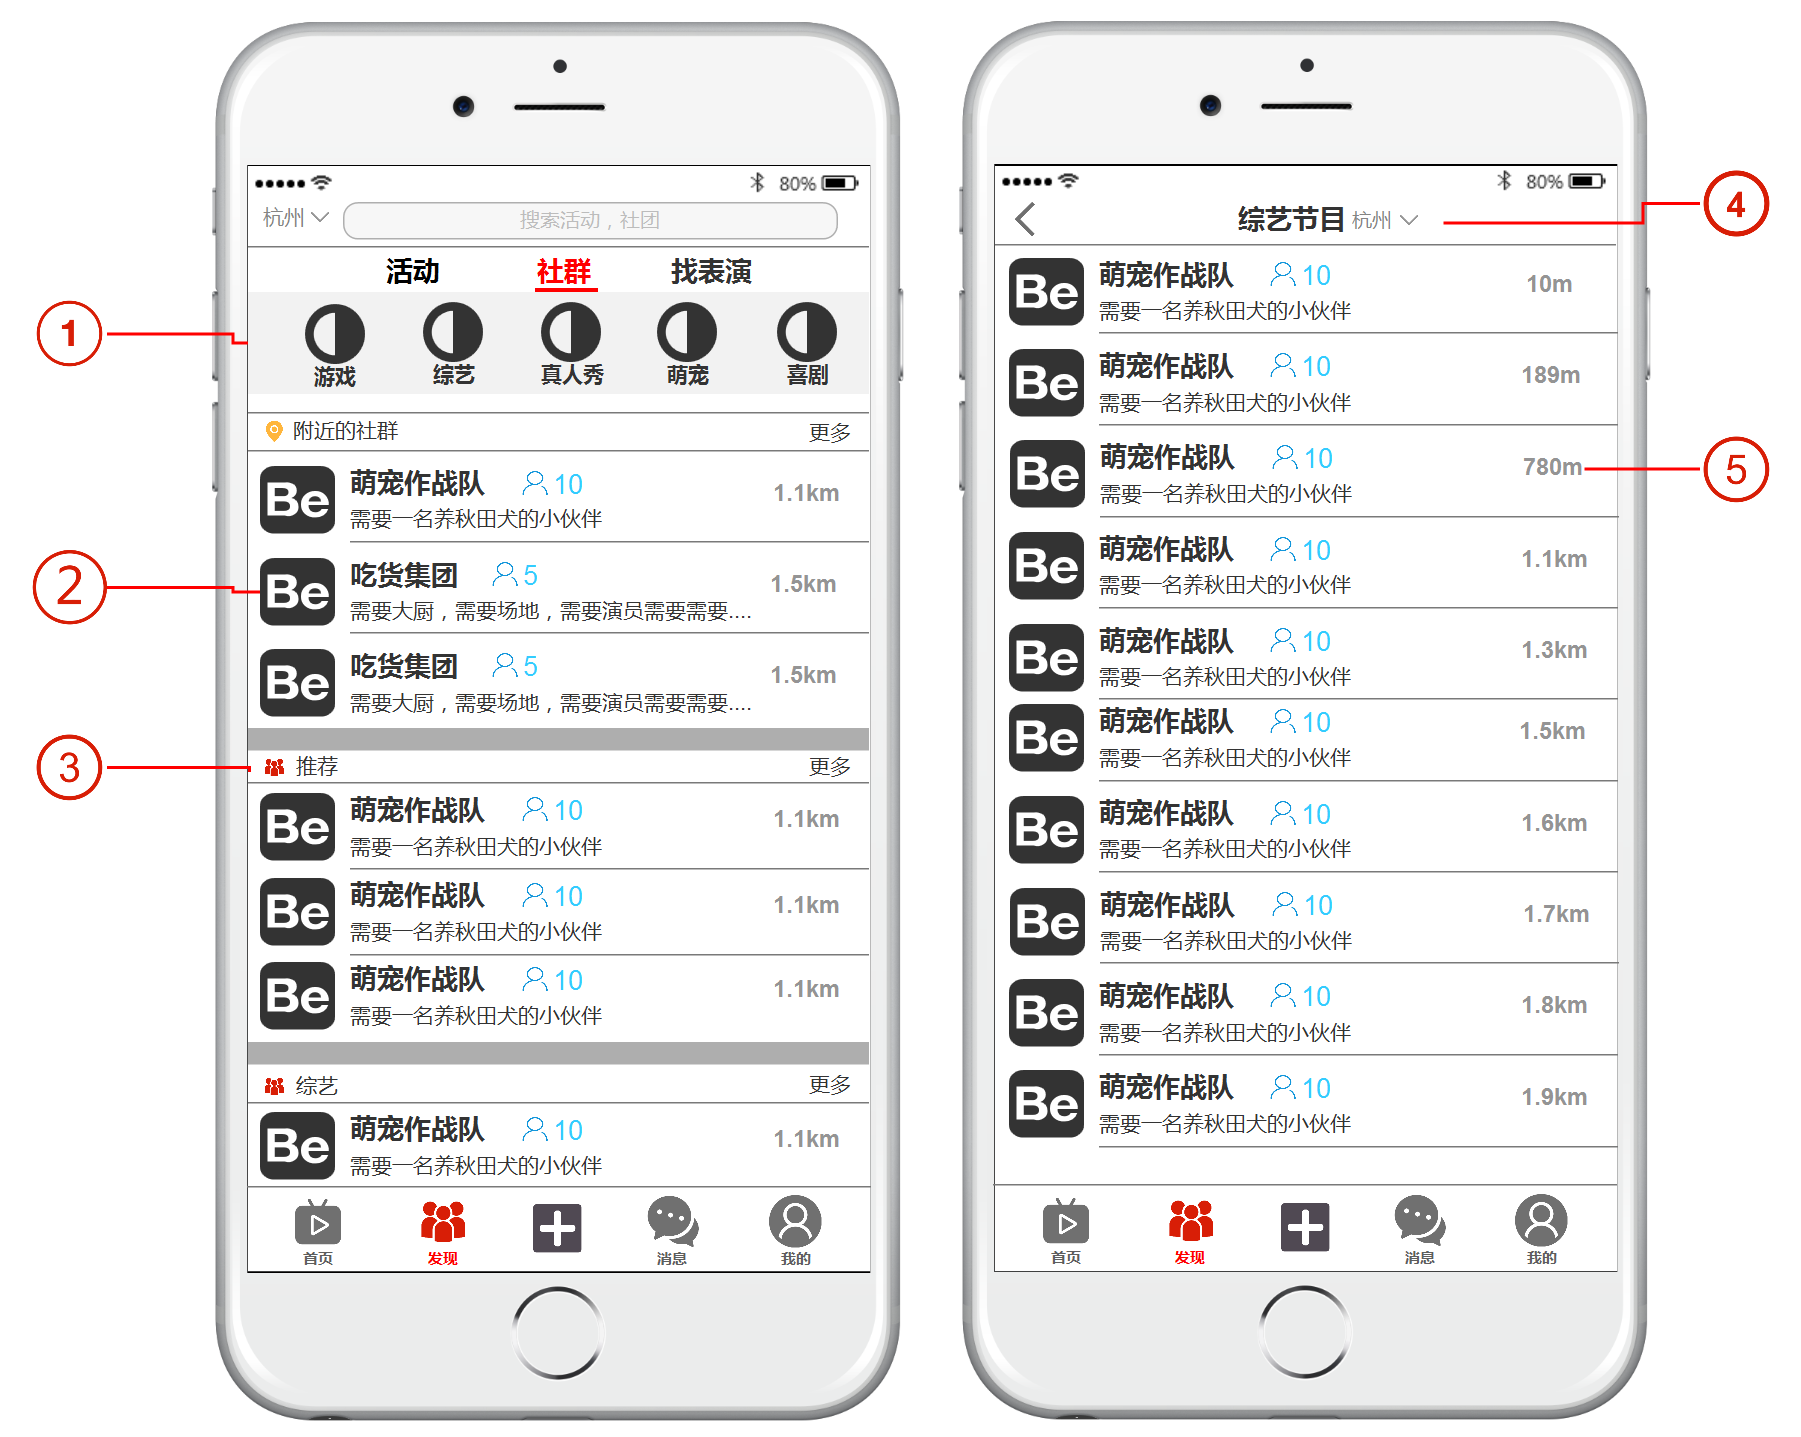 80%
杭州
搜索活动，社团
活动 社群 找表演
1
游戏 综艺 真人秀 萌宠 喜剧
附近的社群 更多
Be 萌宠作战队 10 1.1km
需要一名养秋田犬的小伙伴
2
Be 吃货集团 5 1.5km
需要大厨，需要场地，需要演员需要需要....
Be 吃货集团 5 1.5km
需要大厨，需要场地，需要演员需要需要....
3
推荐 更多
Be 萌宠作战队 10 1.1km
需要一名养秋田犬的小伙伴
Be 萌宠作战队 10 1.1km
需要一名养秋田犬的小伙伴
Be 萌宠作战队 10 1.1km
需要一名养秋田犬的小伙伴
综艺 更多
Be 萌宠作战队 10 1.1km
需要一名养秋田犬的小伙伴
首页 发现 消息 我的
80%
综艺节目 杭州
4
Be 萌宠作战队 10 10m
需要一名养秋田犬的小伙伴
Be 萌宠作战队 10 189m
需要一名养秋田犬的小伙伴
Be 萌宠作战队 10 780m
需要一名养秋田犬的小伙伴
5
Be 萌宠作战队 10 1.1km
需要一名养秋田犬的小伙伴
Be 萌宠作战队 10 1.3km
需要一名养秋田犬的小伙伴
Be 萌宠作战队 10 1.5km
需要一名养秋田犬的小伙伴
Be 萌宠作战队 10 1.6km
需要一名养秋田犬的小伙伴
Be 萌宠作战队 10 1.7km
需要一名养秋田犬的小伙伴
Be 萌宠作战队 10 1.8km
需要一名养秋田犬的小伙伴
Be 萌宠作战队 10 1.9km
需要一名养秋田犬的小伙伴
首页 发现 消息 我的